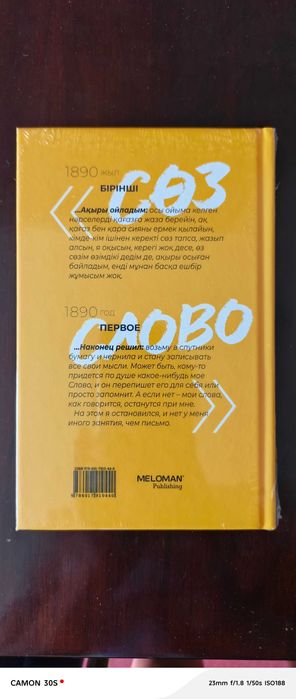 1890 жыл
СӨЗ
БІРІНШІ
...Ақыры ойладым: осы ойыма келген
нәрселерді қағазға жаза берейін, ақ
қағаз бен қара сияны ермек қылайын,
кімде-кім ішінен керекті сөз тапса, жазып
алсын, я оқысын, керегі жоқ десе, өз
сөзім өзімдікі дедім де, ақыры осыған
байладым, енді мұнан басқа ешбір
жұмысым жоқ.
1890 год
СЛОВО
ПЕРВОЕ
...Наконец решил: возьму в спутники
бумагу и чернила и стану записывать
все свои мысли. Может быть, кому-то
придется по душе какое-нибудь мое
Слово, и он перепишет его для себя или
просто запомнит. А если нет – мои слова,
как говорится, останутся при мне.
На этом я остановился, и нет у меня
иного занятия, чем письмо.
MELOMAN
Publishing
CAMON 30S
23mm f/1.8 1/50s ISO188